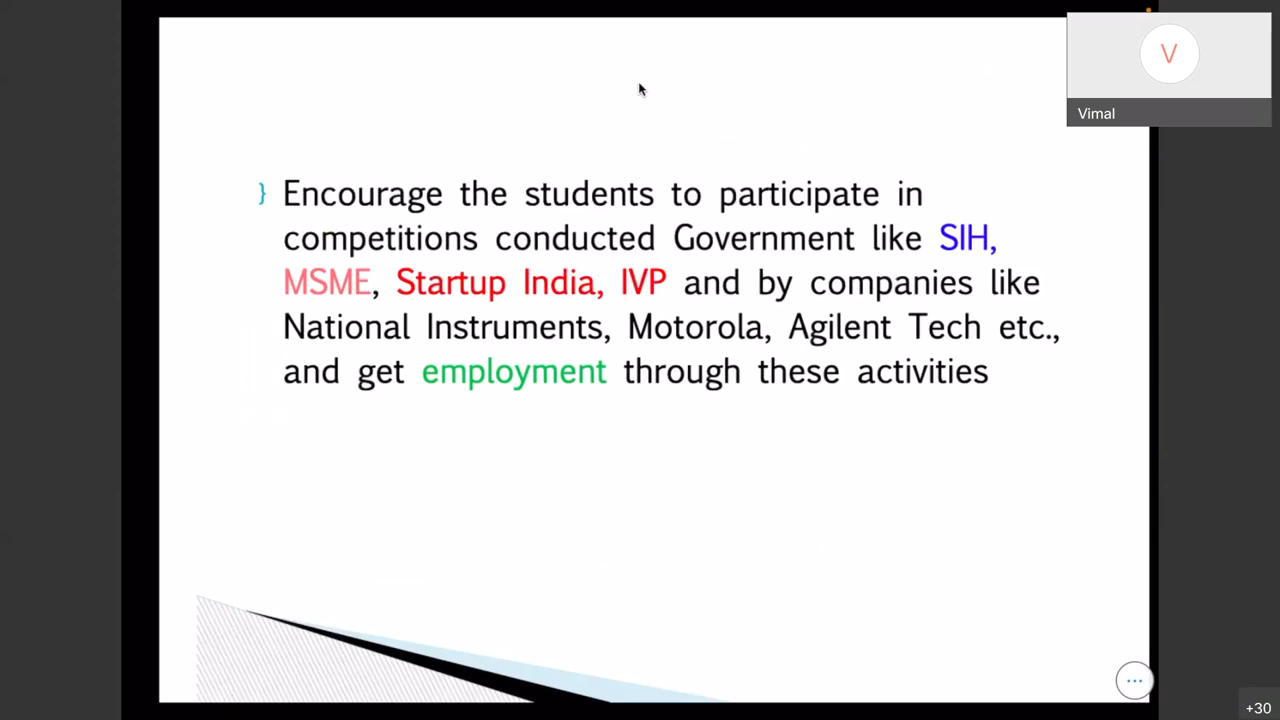 V
Vimal
} Encourage the students to participate in
competitions conducted Government like SIH,
MSME, Startup India, IVP and by companies like
National Instruments, Motorola, Agilent Tech etc.,
and get employment through these activities
+30